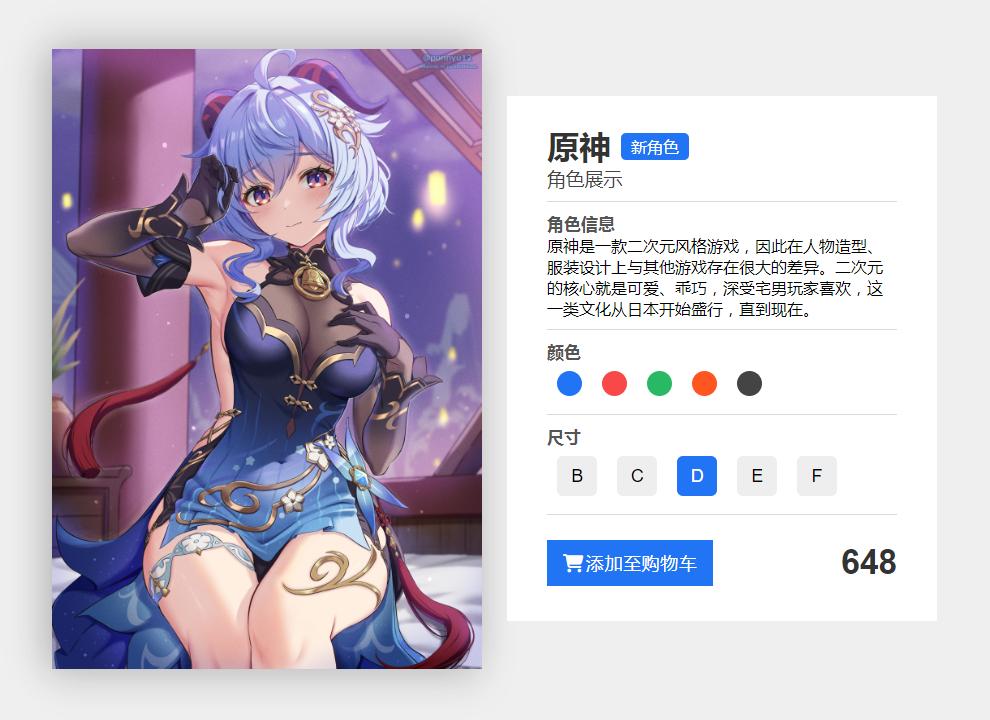 @ponnyu12
原神 新角色
角色展示
角色信息
原神是一款二次元风格游戏，因此在人物造型、
服装设计上与其他游戏存在很大的差异。二次元
的核心就是可爱、乖巧，深受宅男玩家喜欢，这
一类文化从日本开始盛行，直到现在。
颜色
尺寸
B C D E F
添加至购物车 648